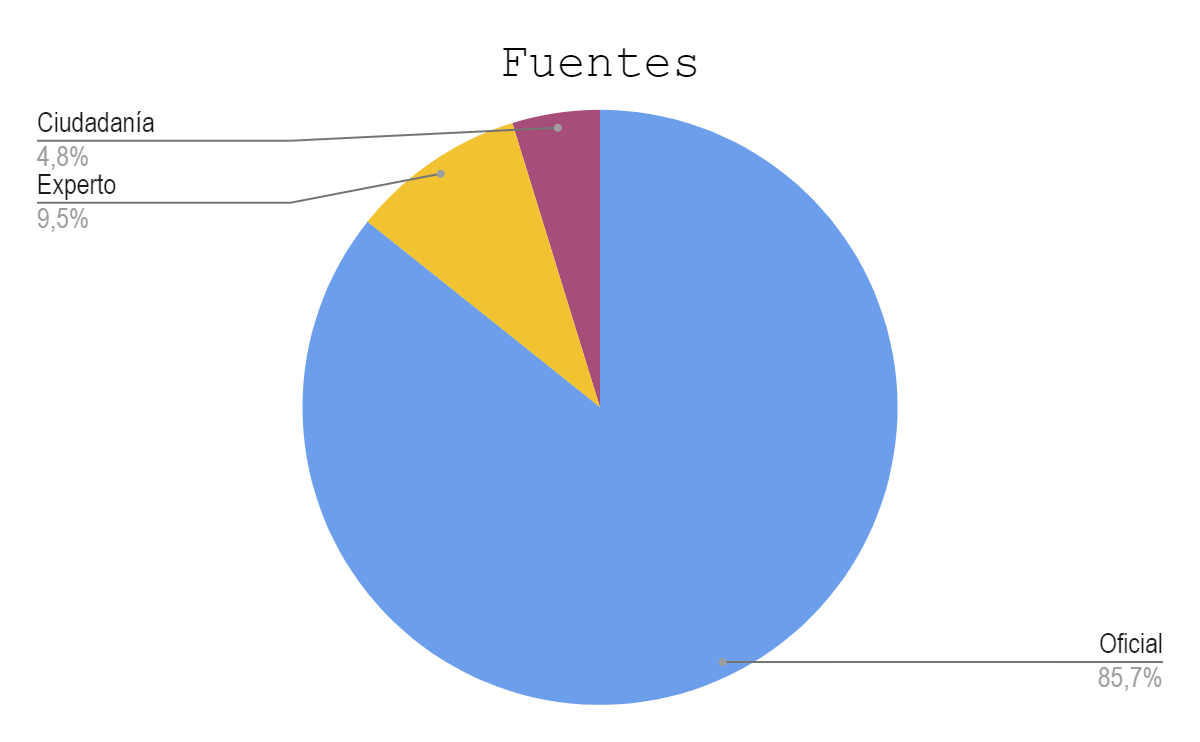 Fuentes
Ciudadanía
4,8%
Experto
9,5%
Oficial
85,7%